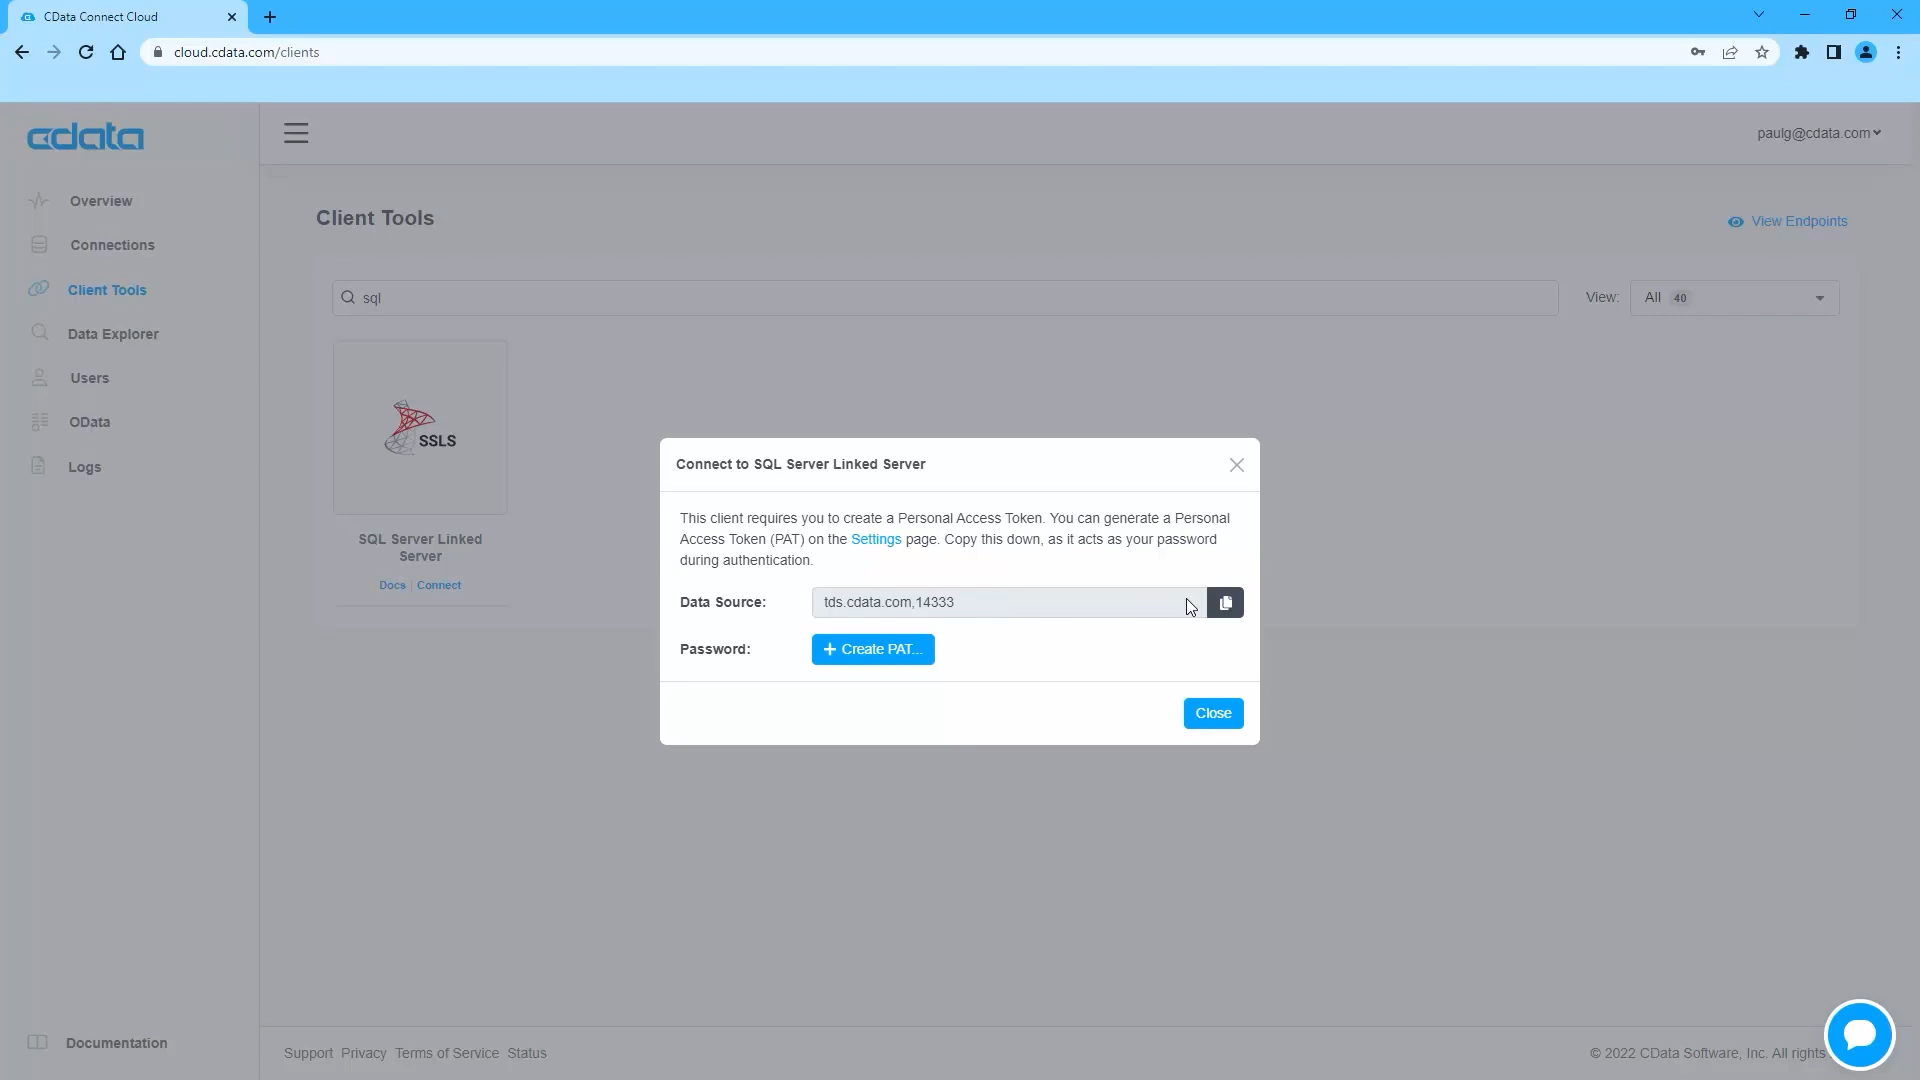 CData Connect Cloud
cloud.cdata.com/clients
cdata
paulg@cdata.com
Overview
Connections
Client Tools
Data Explorer
Users
OData
Logs
Documentation
Client Tools
View Endpoints
sql
View:
All 40
SSLS
SQL Server Linked
Server
Docs | Connect
Connect to SQL Server Linked Server
This client requires you to create a Personal Access Token. You can generate a Personal
Access Token (PAT) on the Settings page. Copy this down, as it acts as your password
during authentication.
Data Source:
tds.cdata.com,14333
Password:
+ Create PAT...
Close
Support Privacy Terms of Service Status
© 2022 CData Software, Inc. All rights